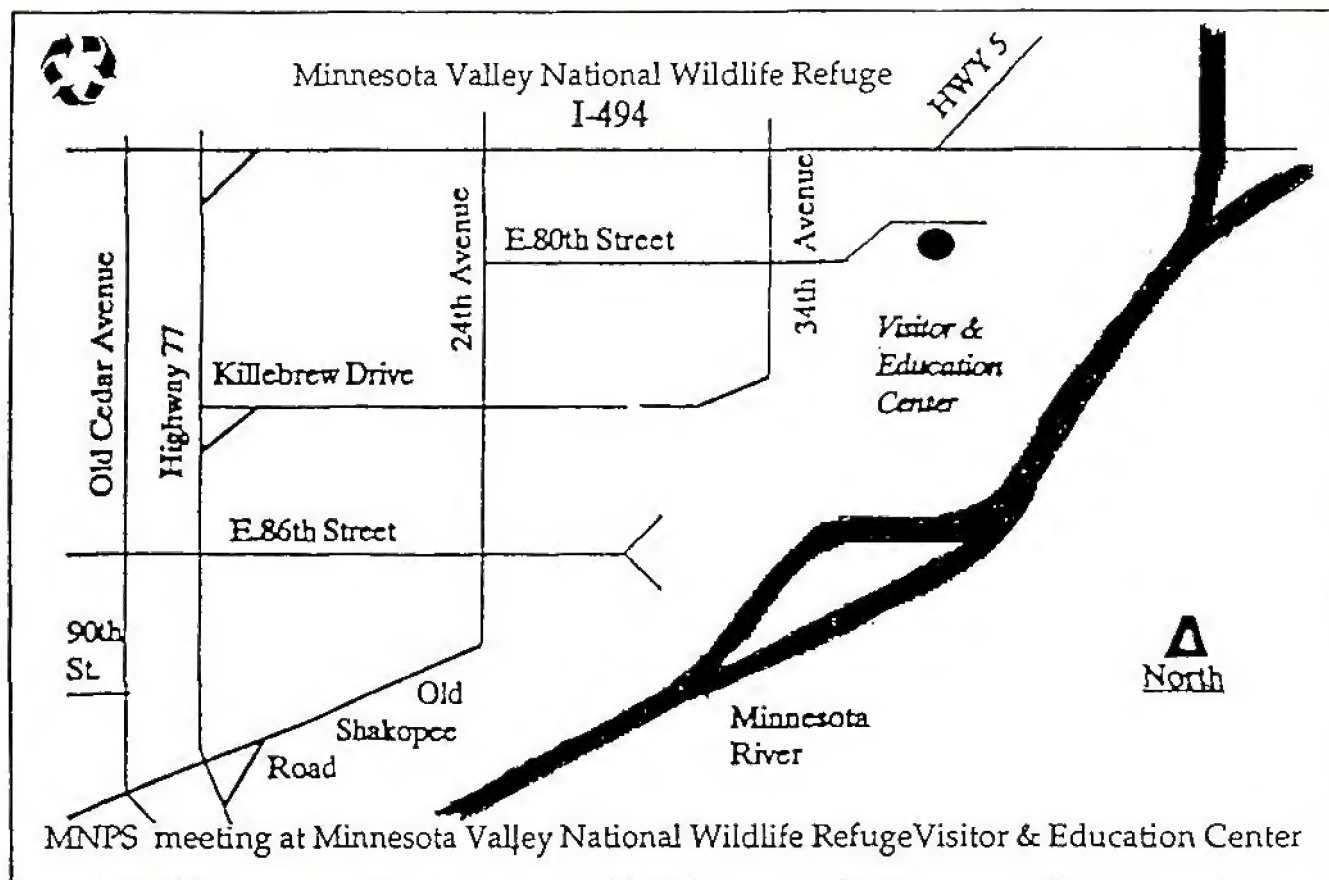 Minnesota Valley National Wildlife Refuge
I-494
HWY 5
Old Cedar Avenue
Highway 77
24th Avenue
E.80th Street
34th Avenue
Visitor &
Education
Center
Killebrew Drive
E.86th Street
90th
St.
Old
Shakopee
Road
Minnesota
River
North
MNPS meeting at Minnesota Valley National Wildlife RefugeVisitor & Education Center